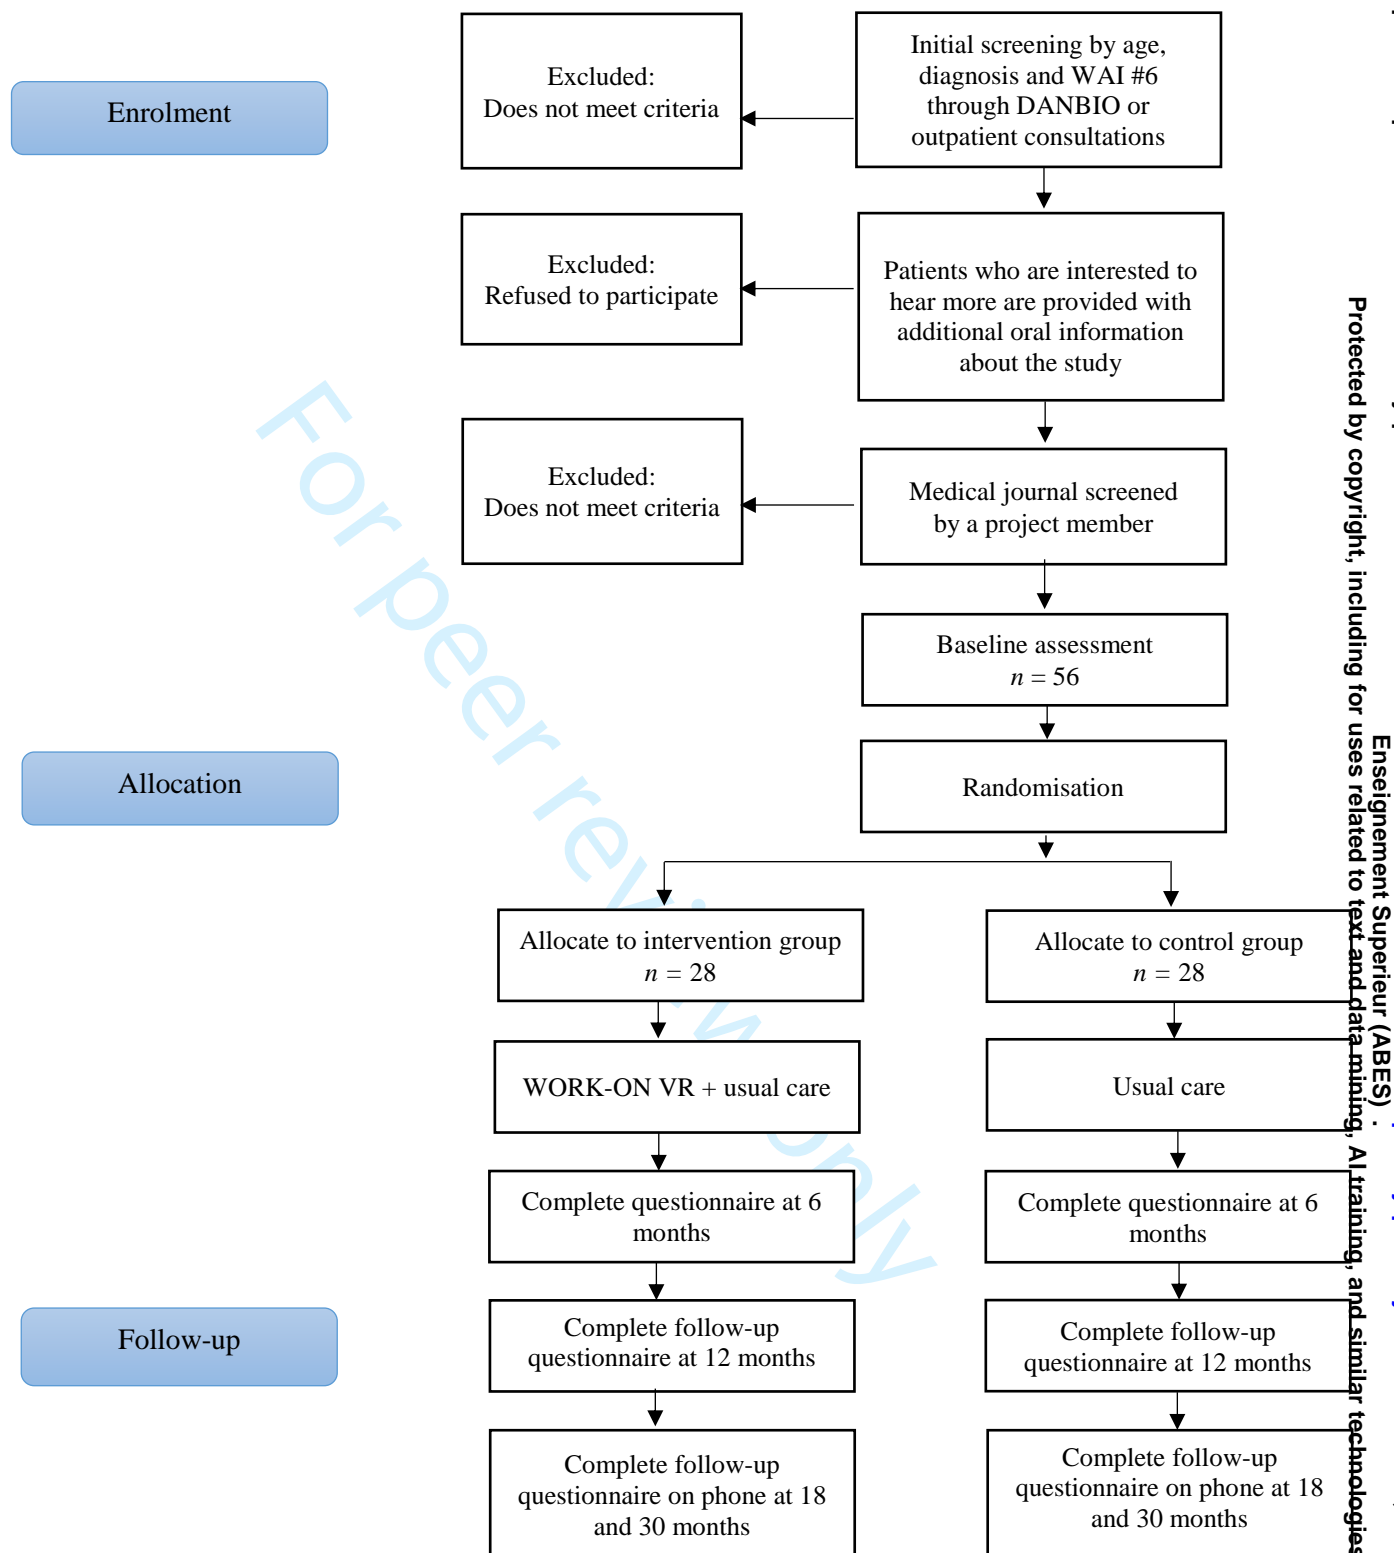 Enrolment
Excluded:
Does not meet criteria
Initial screening by age,
diagnosis and WAI #6
through DANBIO or
outpatient consultations
Excluded:
Refused to participate
Patients who are interested to
hear more are provided with
additional oral information
about the study
Excluded:
Does not meet criteria
Medical journal screened
by a project member
Baseline assessment
n = 56
Allocation
Randomisation
Allocate to intervention group
n = 28
Allocate to control group
n = 28
WORK-ON VR + usual care
Usual care
Complete questionnaire at 6
months
Complete questionnaire at 6
months
Follow-up
Complete follow-up
questionnaire at 12 months
Complete follow-up
questionnaire at 12 months
Complete follow-up
questionnaire on phone at 18
and 30 months
Complete follow-up
questionnaire on phone at 18
and 30 months
For peer review only
Enseignement Superieur (ABES) .
Protected by copyright, including for uses related to text and data mining, AI training, and similar technologies